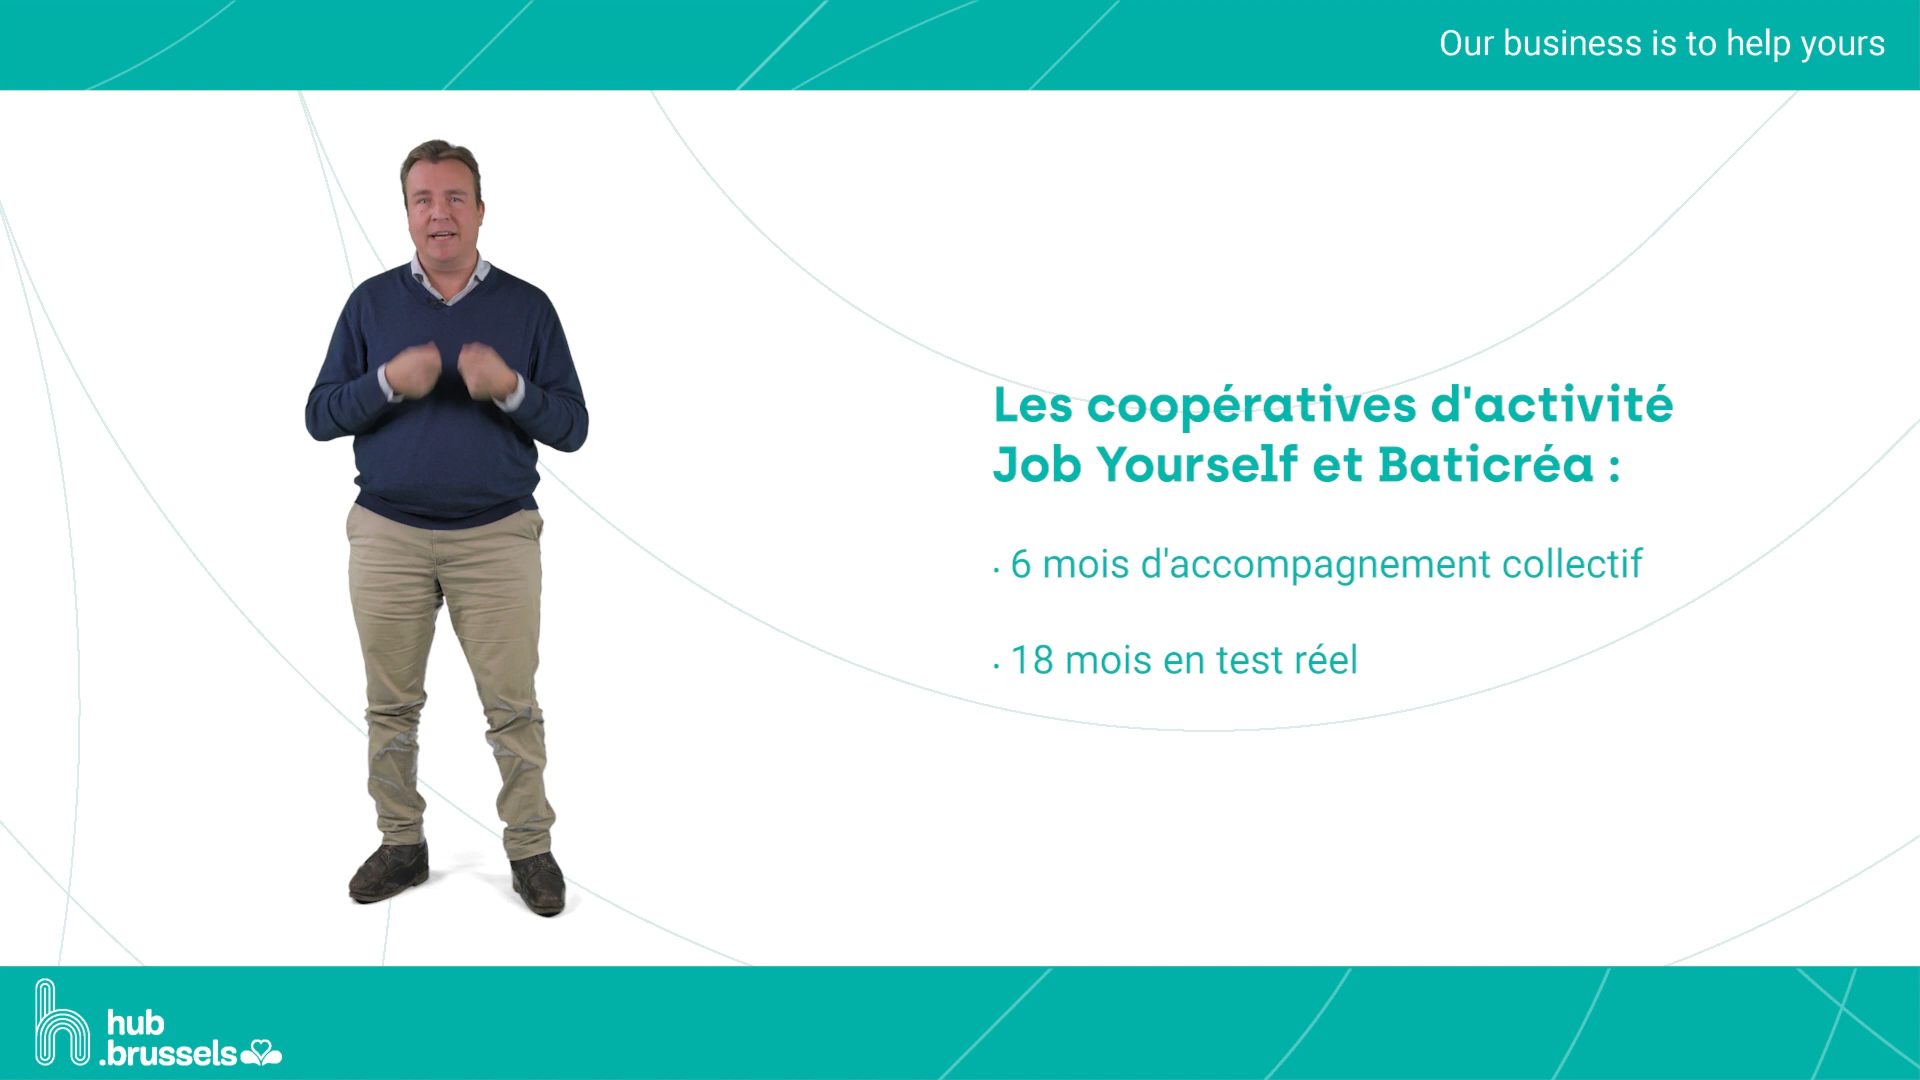 Our business is to help yours
Les coopératives d'activité
Job Yourself et Baticréa :
· 6 mois d'accompagnement collectif
· 18 mois en test réel
hub
.brussels